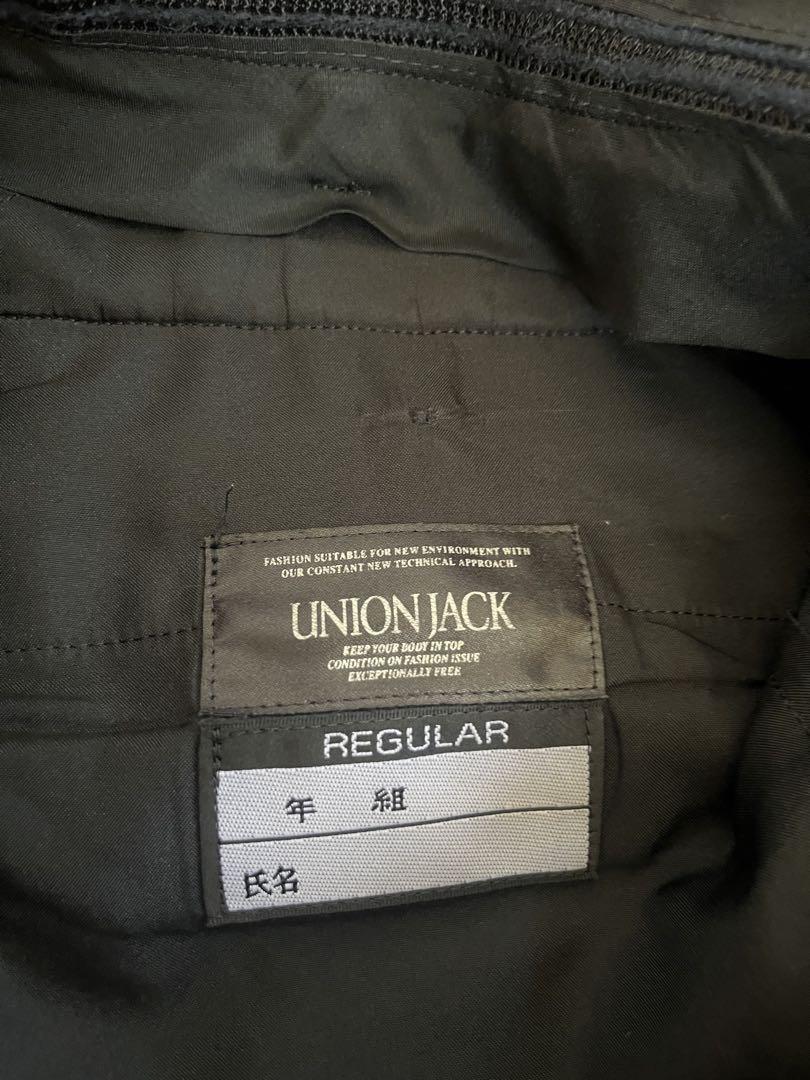 FASHION SUITABLE FOR NEW ENVIRONMENT WITH
OUR CONSTANT NEW TECHNICAL APPROACH.
UNION JACK
KEEP YOUR BODY IN TOP
CONDITION ON FASHION ISSUE
EXCEPTIONALLY FREE
REGULAR
年 組
氏名